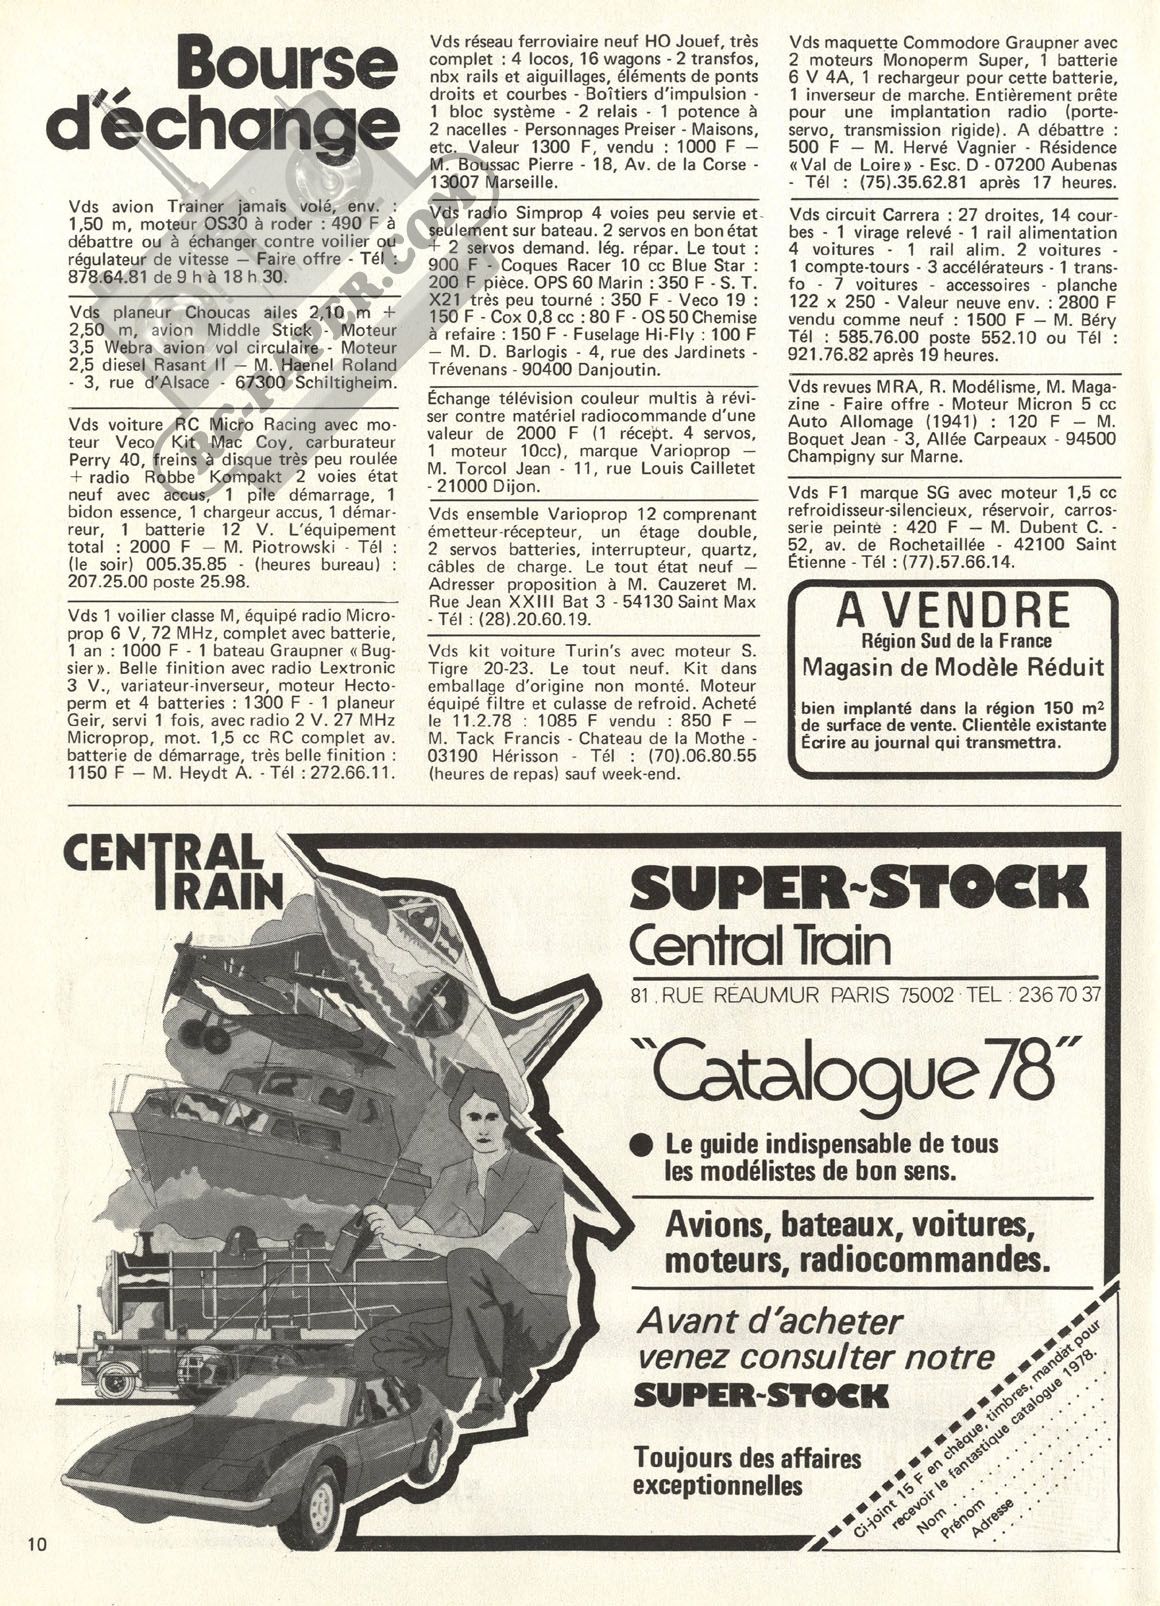 Bourse
d'échange
Vds avion Trainer jamais volé, env. :
1,50 m, moteur OS30 à roder : 490 F à
débattre ou à échanger contre voilier ou
régulateur de vitesse — Faire offre - Tél :
878.64.81 de 9 h à 18 h 30.
Vds planeur Choucas ailes 2,10 m +
2,50 m, avion Middle Stick - Moteur
3,5 Webra avion vol circulaire - Moteur
2,5 diesel Rasant II — M. Haenel Roland
- 3, rue d'Alsace - 67300 Schiltigheim.
Vds voiture RC Micro Racing avec mo-
teur Veco Kit Mac Coy, carburateur
Perry 40, freins à disque très peu roulée
+ radio Robbe Kompakt 2 voies état
neuf avec accus, 1 pile démarrage, 1
bidon essence, 1 chargeur accus, 1 démar-
reur, 1 batterie 12 V. L'équipement
total : 2000 F — M. Piotrowski - Tél :
(le soir) 005.35.85 - (heures bureau) :
207.25.00 poste 25.98.
Vds 1 voilier classe M, équipé radio Micro-
prop 6 V, 72 MHz, complet avec batterie,
1 an : 1000 F - 1 bateau Graupner «Bug-
sier». Belle finition avec radio Lextronic
3 V., variateur-inverseur, moteur Hecto-
perm et 4 batteries : 1300 F - 1 planeur
Geir, servi 1 fois, avec radio 2 V. 27 MHz
Microprop, mot. 1,5 cc RC complet av.
batterie de démarrage, très belle finition :
1150 F — M. Heydt A. - Tél : 272.66.11.
Vds réseau ferroviaire neuf HO Jouef, très
complet : 4 locos, 16 wagons - 2 transfos,
nbx rails et aiguillages, éléments de ponts
droits et courbes - Boîtiers d'impulsion -
1 bloc système - 2 relais - 1 potence à
2 nacelles - Personnages Preiser - Maisons,
etc. Valeur 1300 F, vendu : 1000 F —
M. Boussac Pierre - 18, Av. de la Corse -
13007 Marseille.
Vds radio Simprop 4 voies peu servie et
seulement sur bateau. 2 servos en bon état
+ 2 servos demand. lég. répar. Le tout :
900 F - Coques Racer 10 cc Blue Star :
200 F pièce. OPS 60 Marin : 350 F - S. T.
X21 très peu tourné : 350 F - Veco 19 :
150 F - Cox 0,8 cc : 80 F - OS 50 Chemise
à refaire : 150 F - Fuselage Hi-Fly : 100 F
— M. D. Barlogis - 4, rue des Jardinets -
Trévenans - 90400 Danjoutin.
Échange télévision couleur multis à révi-
ser contre matériel radiocommande d'une
valeur de 2000 F (1 récept. 4 servos,
1 moteur 10cc), marque Varioprop —
M. Torcol Jean - 11, rue Louis Cailletet
- 21000 Dijon.
Vds ensemble Varioprop 12 comprenant
émetteur-récepteur, un étage double,
2 servos batteries, interrupteur, quartz,
câbles de charge. Le tout état neuf —
Adresser proposition à M. Cauzeret M.
Rue Jean XXIII Bat 3 - 54130 Saint Max
- Tél : (28).20.60.19.
Vds kit voiture Turin's avec moteur S.
Tigre 20-23. Le tout neuf. Kit dans
emballage d'origine non monté. Moteur
équipé filtre et culasse de refroid. Acheté
le 11.2.78 : 1085 F vendu : 850 F —
M. Tack Francis - Chateau de la Mothe -
03190 Hérisson - Tél : (70).06.80.55
(heures de repas) sauf week-end.
Vds maquette Commodore Graupner avec
2 moteurs Monoperm Super, 1 batterie
6 V 4A, 1 rechargeur pour cette batterie,
1 inverseur de marche. Entièrement prête
pour une implantation radio (porte-
servo, transmission rigide). A débattre :
500 F — M. Hervé Vagnier - Résidence
«Val de Loire» - Esc. D - 07200 Aubenas
- Tél : (75).35.62.81 après 17 heures.
Vds circuit Carrera : 27 droites, 14 cour-
bes - 1 virage relevé - 1 rail alimentation
4 voitures - 1 rail alim. 2 voitures -
1 compte-tours - 3 accélérateurs - 1 trans-
fo - 7 voitures - accessoires - planche
122 x 250 - Valeur neuve env. : 2800 F
vendu comme neuf : 1500 F — M. Béry
Tél : 585.76.00 poste 552.10 ou Tél :
921.76.82 après 19 heures.
Vds revues MRA, R. Modélisme, M. Maga-
zine - Faire offre - Moteur Micron 5 cc
Auto Allomage (1941) : 120 F — M.
Boquet Jean - 3, Allée Carpeaux - 94500
Champigny sur Marne.
Vds F1 marque SG avec moteur 1,5 cc
refroidisseur-silencieux, réservoir, carros-
serie peinte : 420 F — M. Dubent C. -
52, av. de Rochetaillée - 42100 Saint
Étienne - Tél : (77).57.66.14.
A VENDRE
Région Sud de la France
Magasin de Modèle Réduit
bien implanté dans la région 150 m²
de surface de vente. Clientèle existante
Écrire au journal qui transmettra.
RC-PAPER.COM
CENTRAL
TRAIN
SUPER-STOCK
Central Train
81, RUE RÉAUMUR PARIS 75002 · TEL : 236 70 37
"Catalogue 78"
● Le guide indispensable de tous
les modélistes de bon sens.
Avions, bateaux, voitures,
moteurs, radiocommandes.
Avant d'acheter
venez consulter notre
SUPER-STOCK
Toujours des affaires
exceptionnelles
Ci-joint 15 F en chèque, timbres, mandat pour
recevoir le fantastique catalogue 1978.
Nom . . . . . . . . . .
Prénom . . . . . . . . . .
Adresse . . . . . . . . . .
10